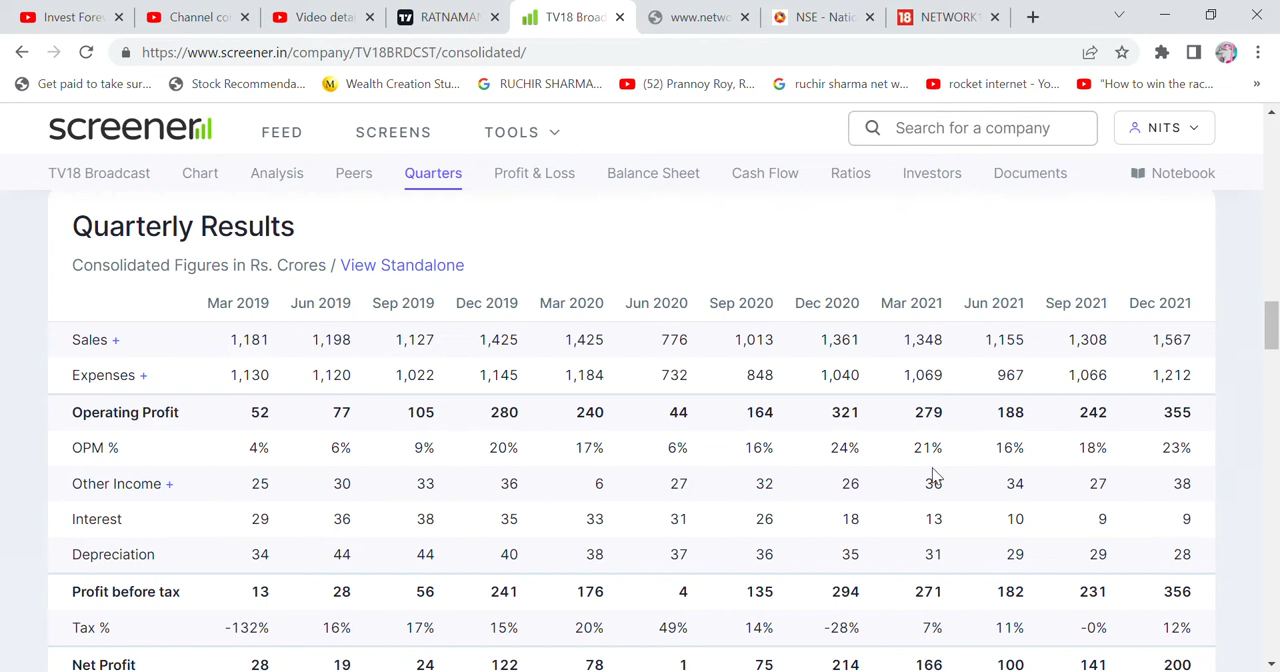 Invest Fore
Channel co
Video detai
RATNAMAN
TV18 Broad
www.netwo
NSE - Natio
NETWORK1
https://www.screener.in/company/TV18BRDCST/consolidated/
Get paid to take sur...
Stock Recommenda...
Wealth Creation Stu...
RUCHIR SHARMA...
(52) Prannoy Roy, R...
ruchir sharma net w...
rocket internet - Yo...
"How to win the rac...
screener
FEED
SCREENS
TOOLS
Search for a company
NITS
TV18 Broadcast
Chart
Analysis
Peers
Quarters
Profit & Loss
Balance Sheet
Cash Flow
Ratios
Investors
Documents
Notebook
Quarterly Results
Consolidated Figures in Rs. Crores / View Standalone
Mar 2019 Jun 2019 Sep 2019 Dec 2019 Mar 2020 Jun 2020 Sep 2020 Dec 2020 Mar 2021 Jun 2021 Sep 2021 Dec 2021
Sales + 1,181 1,198 1,127 1,425 1,425 776 1,013 1,361 1,348 1,155 1,308 1,567
Expenses + 1,130 1,120 1,022 1,145 1,184 732 848 1,040 1,069 967 1,066 1,212
Operating Profit 52 77 105 280 240 44 164 321 279 188 242 355
OPM % 4% 6% 9% 20% 17% 6% 16% 24% 21% 16% 18% 23%
Other Income + 25 30 33 36 6 27 32 26 34 27 38
Interest 29 36 38 35 33 31 26 18 13 10 9 9
Depreciation 34 44 44 40 38 37 36 35 31 29 29 28
Profit before tax 13 28 56 241 176 4 135 294 271 182 231 356
Tax % -132% 16% 17% 15% 20% 49% 14% -28% 7% 11% -0% 12%
Net Profit 28 19 24 122 78 1 75 214 166 100 141 200